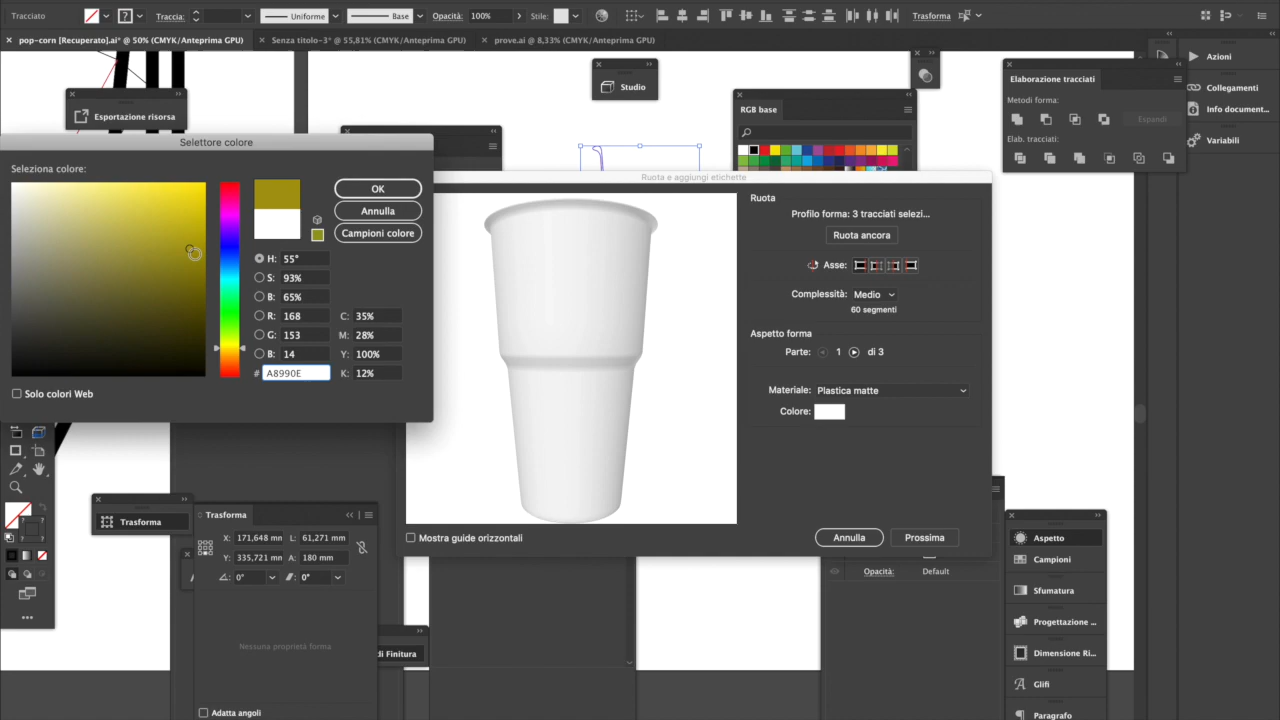 Tracciato
Traccia:
Uniforme
Base
Opacità:
100%
Stile:
Trasforma
pop-corn [Recuperato].ai* @ 50% (CMYK/Anteprima GPU)
Senza titolo-3* @ 55,81% (CMYK/Anteprima GPU)
prove.ai @ 8,33% (CMYK/Anteprima GPU)
Esportazione risorsa
Studio
RGB base
Elaborazione tracciati
Metodi forma:
Espandi
Elab. tracciati:
Azioni
Collegamenti
Info document...
Variabili
Selettore colore
Seleziona colore:
OK
Annulla
Campioni colore
H: 55°
S: 93%
B: 65%
R: 168
G: 153
B: 14
# A8990E
C: 35%
M: 28%
Y: 100%
K: 12%
Solo colori Web
Ruota e aggiungi etichette
Ruota
Profilo forma: 3 tracciati selezi...
Ruota ancora
Asse:
Complessità: Medio
60 segmenti
Aspetto forma
Parte: 1 di 3
Materiale: Plastica matte
Colore:
Mostra guide orizzontali
Annulla
Prossima
Trasforma
Trasforma
X: 171,648 mm
L: 61,271 mm
Y: 335,721 mm
A: 180 mm
0°
0°
Nessuna proprietà forma
Adatta angoli
di Finitura
Opacità:
Default
Aspetto
Campioni
Sfumatura
Progettazione ...
Dimensione Ri...
Glifi
Paragrafo